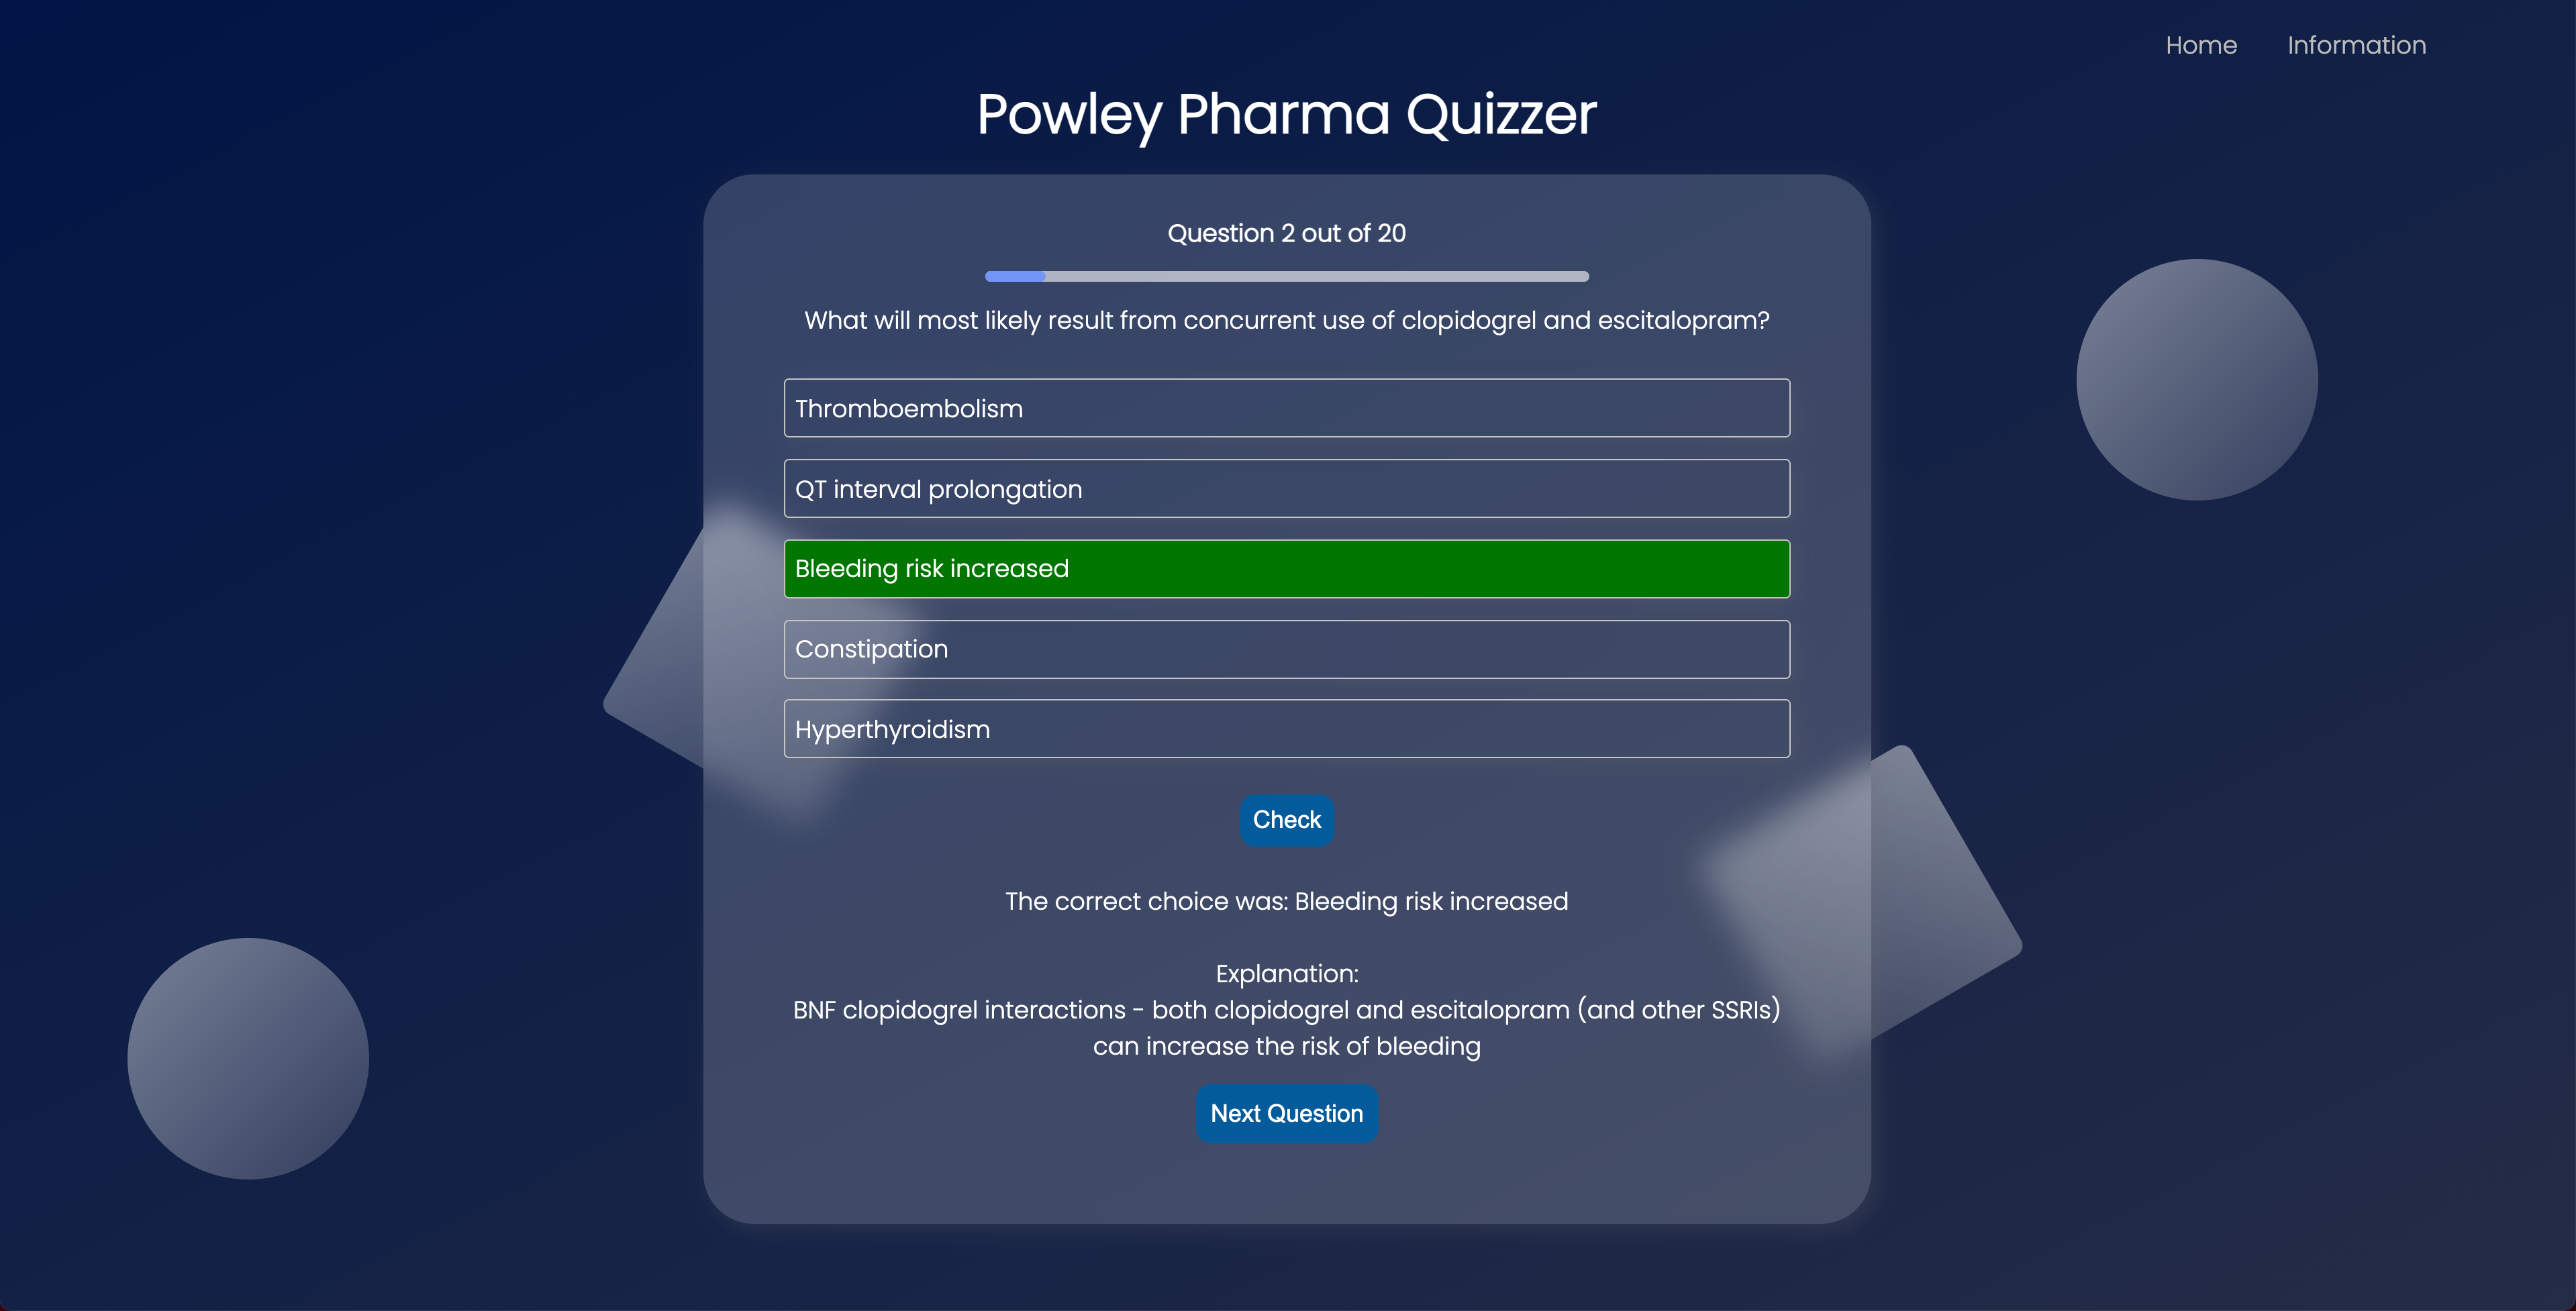 Home Information
Powley Pharma Quizzer
Question 2 out of 20
What will most likely result from concurrent use of clopidogrel and escitalopram?
Thromboembolism
QT interval prolongation
Bleeding risk increased
Constipation
Hyperthyroidism
Check
The correct choice was: Bleeding risk increased
Explanation:
BNF clopidogrel interactions - both clopidogrel and escitalopram (and other SSRIs)
can increase the risk of bleeding
Next Question